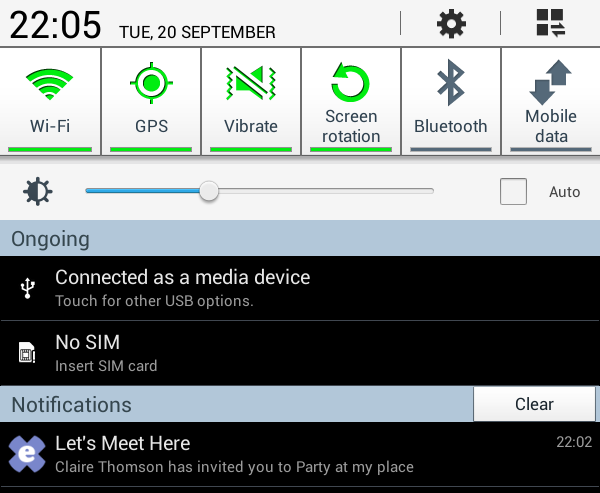 22:05 TUE, 20 SEPTEMBER
Wi-Fi GPS Vibrate Screen rotation Bluetooth Mobile data
Auto
Ongoing
Connected as a media device
Touch for other USB options.
No SIM
Insert SIM card
Notifications Clear
Let's Meet Here 22:02
Claire Thomson has invited you to Party at my place
e